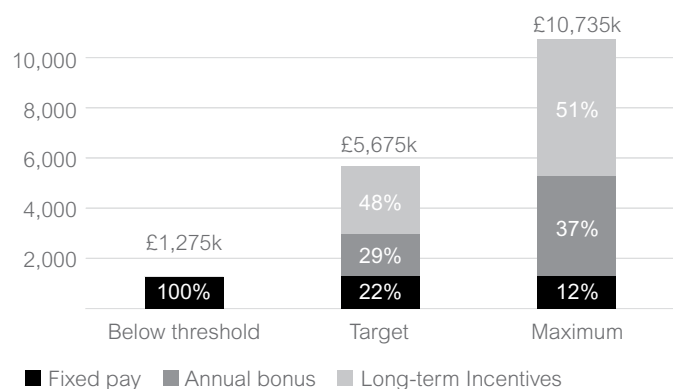 £10,735k
10,000
51%
8,000
£5,675k
6,000
48%
4,000
37%
£1,275k
29%
2,000
100%
22%
12%
Below threshold
Target
Maximum
Fixed pay
Annual bonus
Long-term Incentives